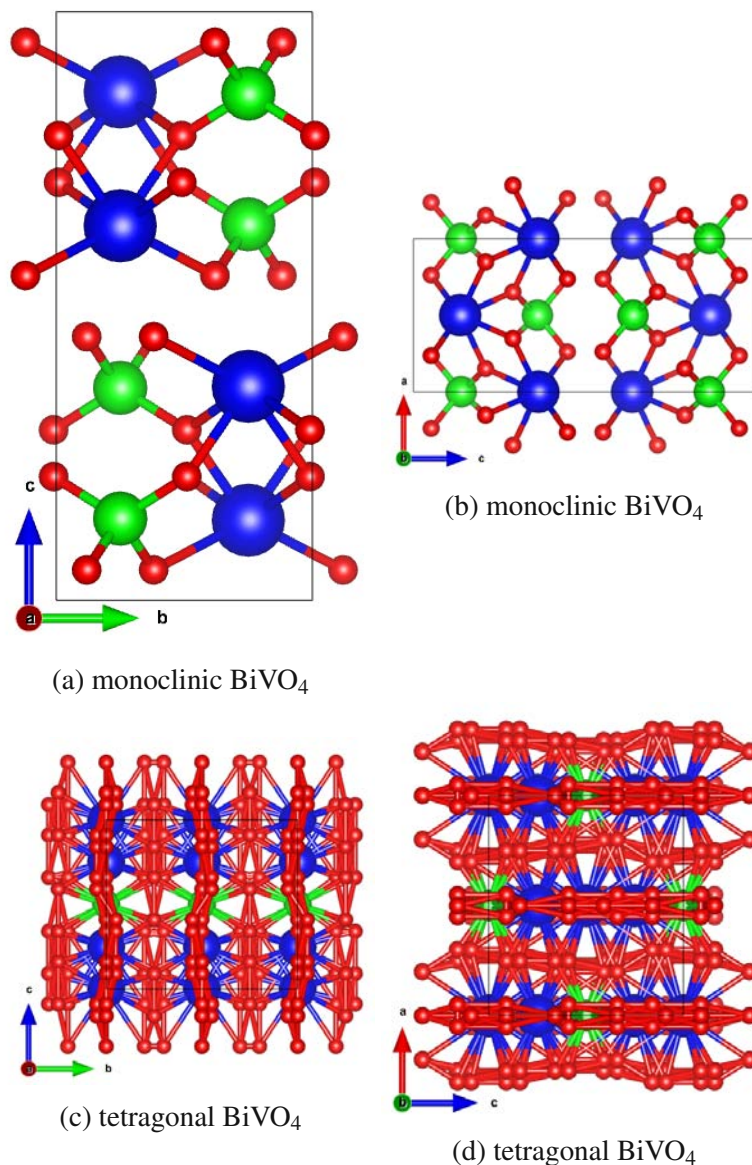 c
a
b
(a) monoclinic BiVO₄
a
b
c
(b) monoclinic BiVO₄
c
a
b
(c) tetragonal BiVO₄
a
b
c
(d) tetragonal BiVO₄